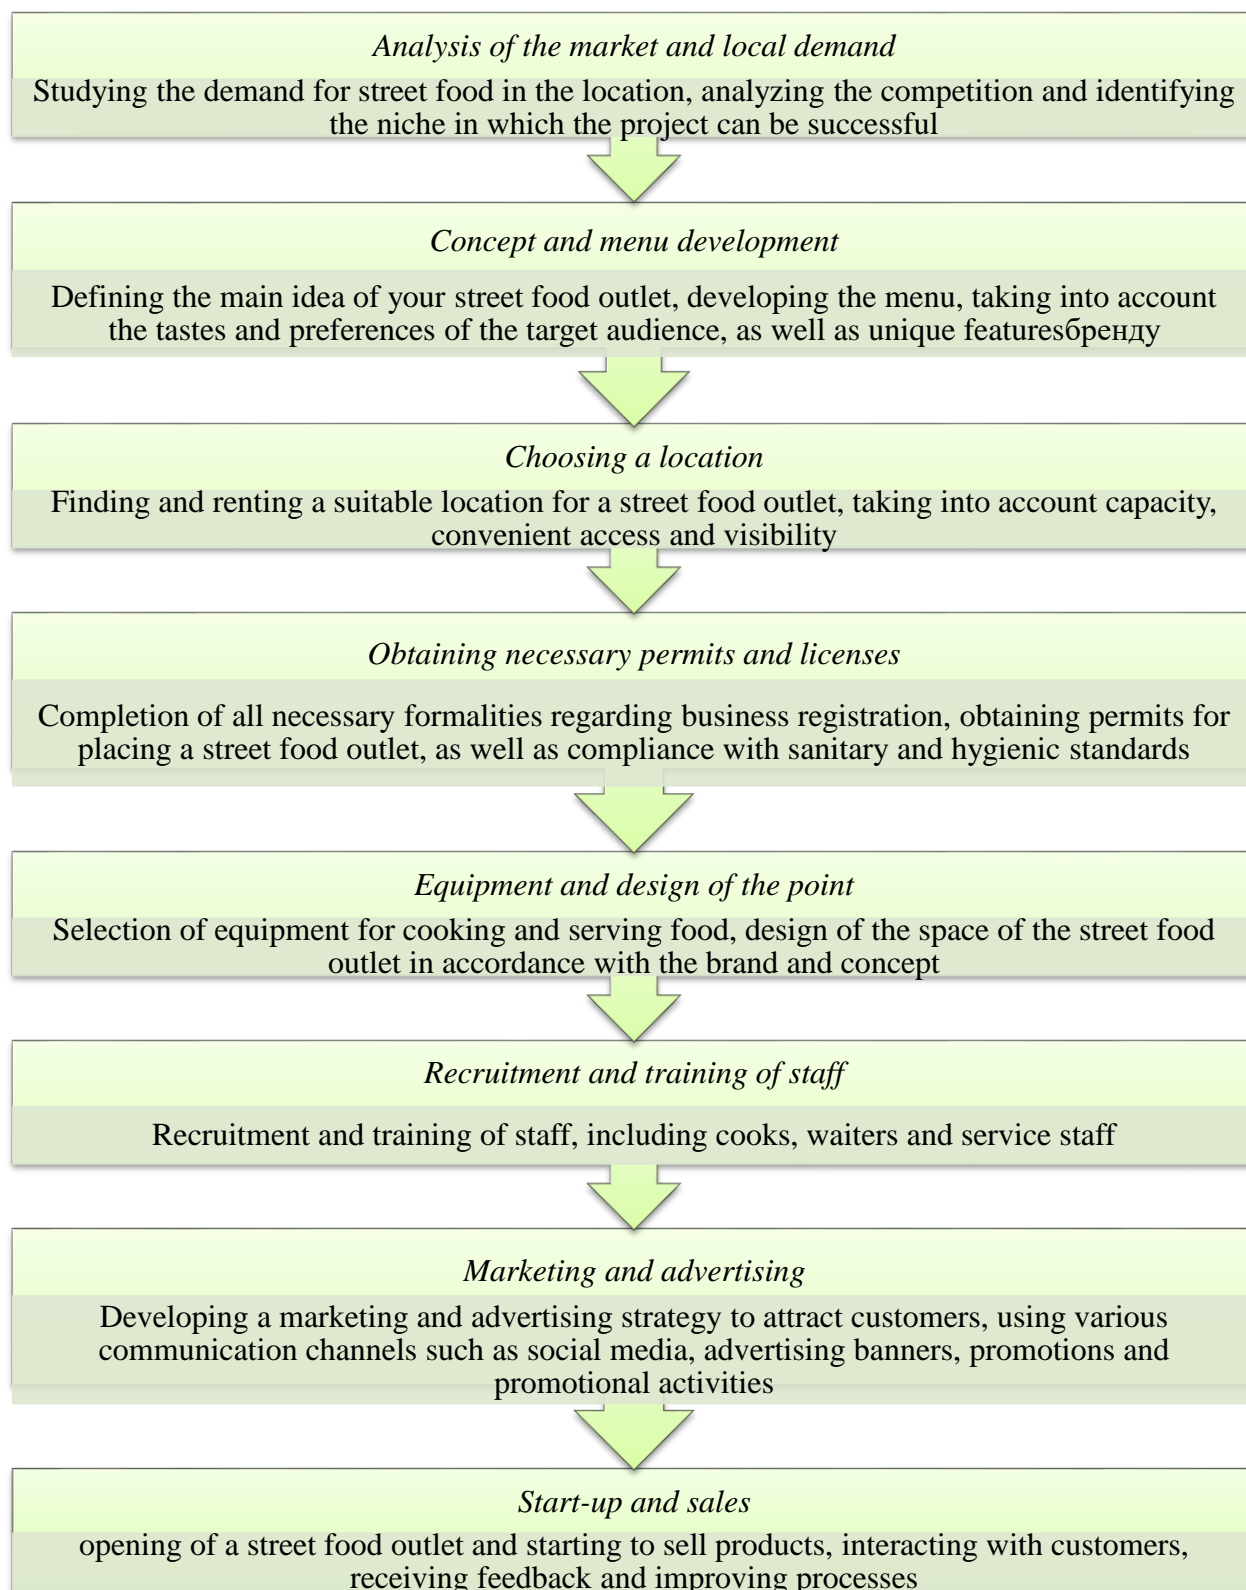 Analysis of the market and local demand
Studying the demand for street food in the location, analyzing the competition and identifying
the niche in which the project can be successful
Concept and menu development
Defining the main idea of your street food outlet, developing the menu, taking into account
the tastes and preferences of the target audience, as well as unique featuresбренду
Choosing a location
Finding and renting a suitable location for a street food outlet, taking into account capacity,
convenient access and visibility
Obtaining necessary permits and licenses
Completion of all necessary formalities regarding business registration, obtaining permits for
placing a street food outlet, as well as compliance with sanitary and hygienic standards
Equipment and design of the point
Selection of equipment for cooking and serving food, design of the space of the street food
outlet in accordance with the brand and concept
Recruitment and training of staff
Recruitment and training of staff, including cooks, waiters and service staff
Marketing and advertising
Developing a marketing and advertising strategy to attract customers, using various
communication channels such as social media, advertising banners, promotions and
promotional activities
Start-up and sales
opening of a street food outlet and starting to sell products, interacting with customers,
receiving feedback and improving processes